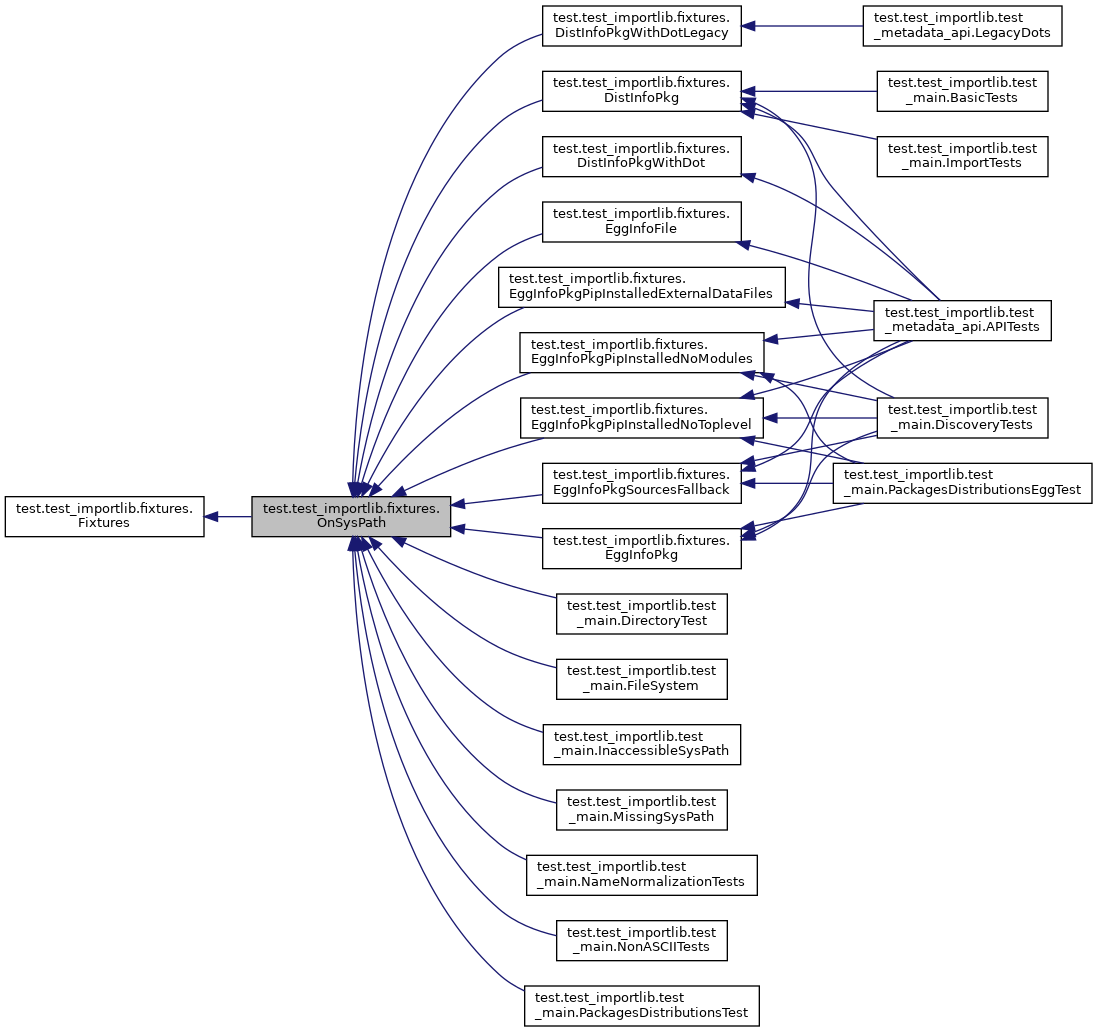 test.test_importlib.fixtures.
Fixtures
test.test_importlib.fixtures.
OnSysPath
test.test_importlib.fixtures.
DistInfoPkgWithDotLegacy
test.test_importlib.fixtures.
DistInfoPkg
test.test_importlib.fixtures.
DistInfoPkgWithDot
test.test_importlib.fixtures.
EggInfoFile
test.test_importlib.fixtures.
EggInfoPkgPipInstalledExternalDataFiles
test.test_importlib.fixtures.
EggInfoPkgPipInstalledNoModules
test.test_importlib.fixtures.
EggInfoPkgPipInstalledNoToplevel
test.test_importlib.fixtures.
EggInfoPkgSourcesFallback
test.test_importlib.fixtures.
EggInfoPkg
test.test_importlib.test
_main.DirectoryTest
test.test_importlib.test
_main.FileSystem
test.test_importlib.test
_main.InaccessibleSysPath
test.test_importlib.test
_main.MissingSysPath
test.test_importlib.test
_main.NameNormalizationTests
test.test_importlib.test
_main.NonASCIITests
test.test_importlib.test
_main.PackagesDistributionsTest
test.test_importlib.test
_metadata_api.LegacyDots
test.test_importlib.test
_main.BasicTests
test.test_importlib.test
_main.ImportTests
test.test_importlib.test
_metadata_api.APITests
test.test_importlib.test
_main.DiscoveryTests
test.test_importlib.test
_main.PackagesDistributionsEggTest